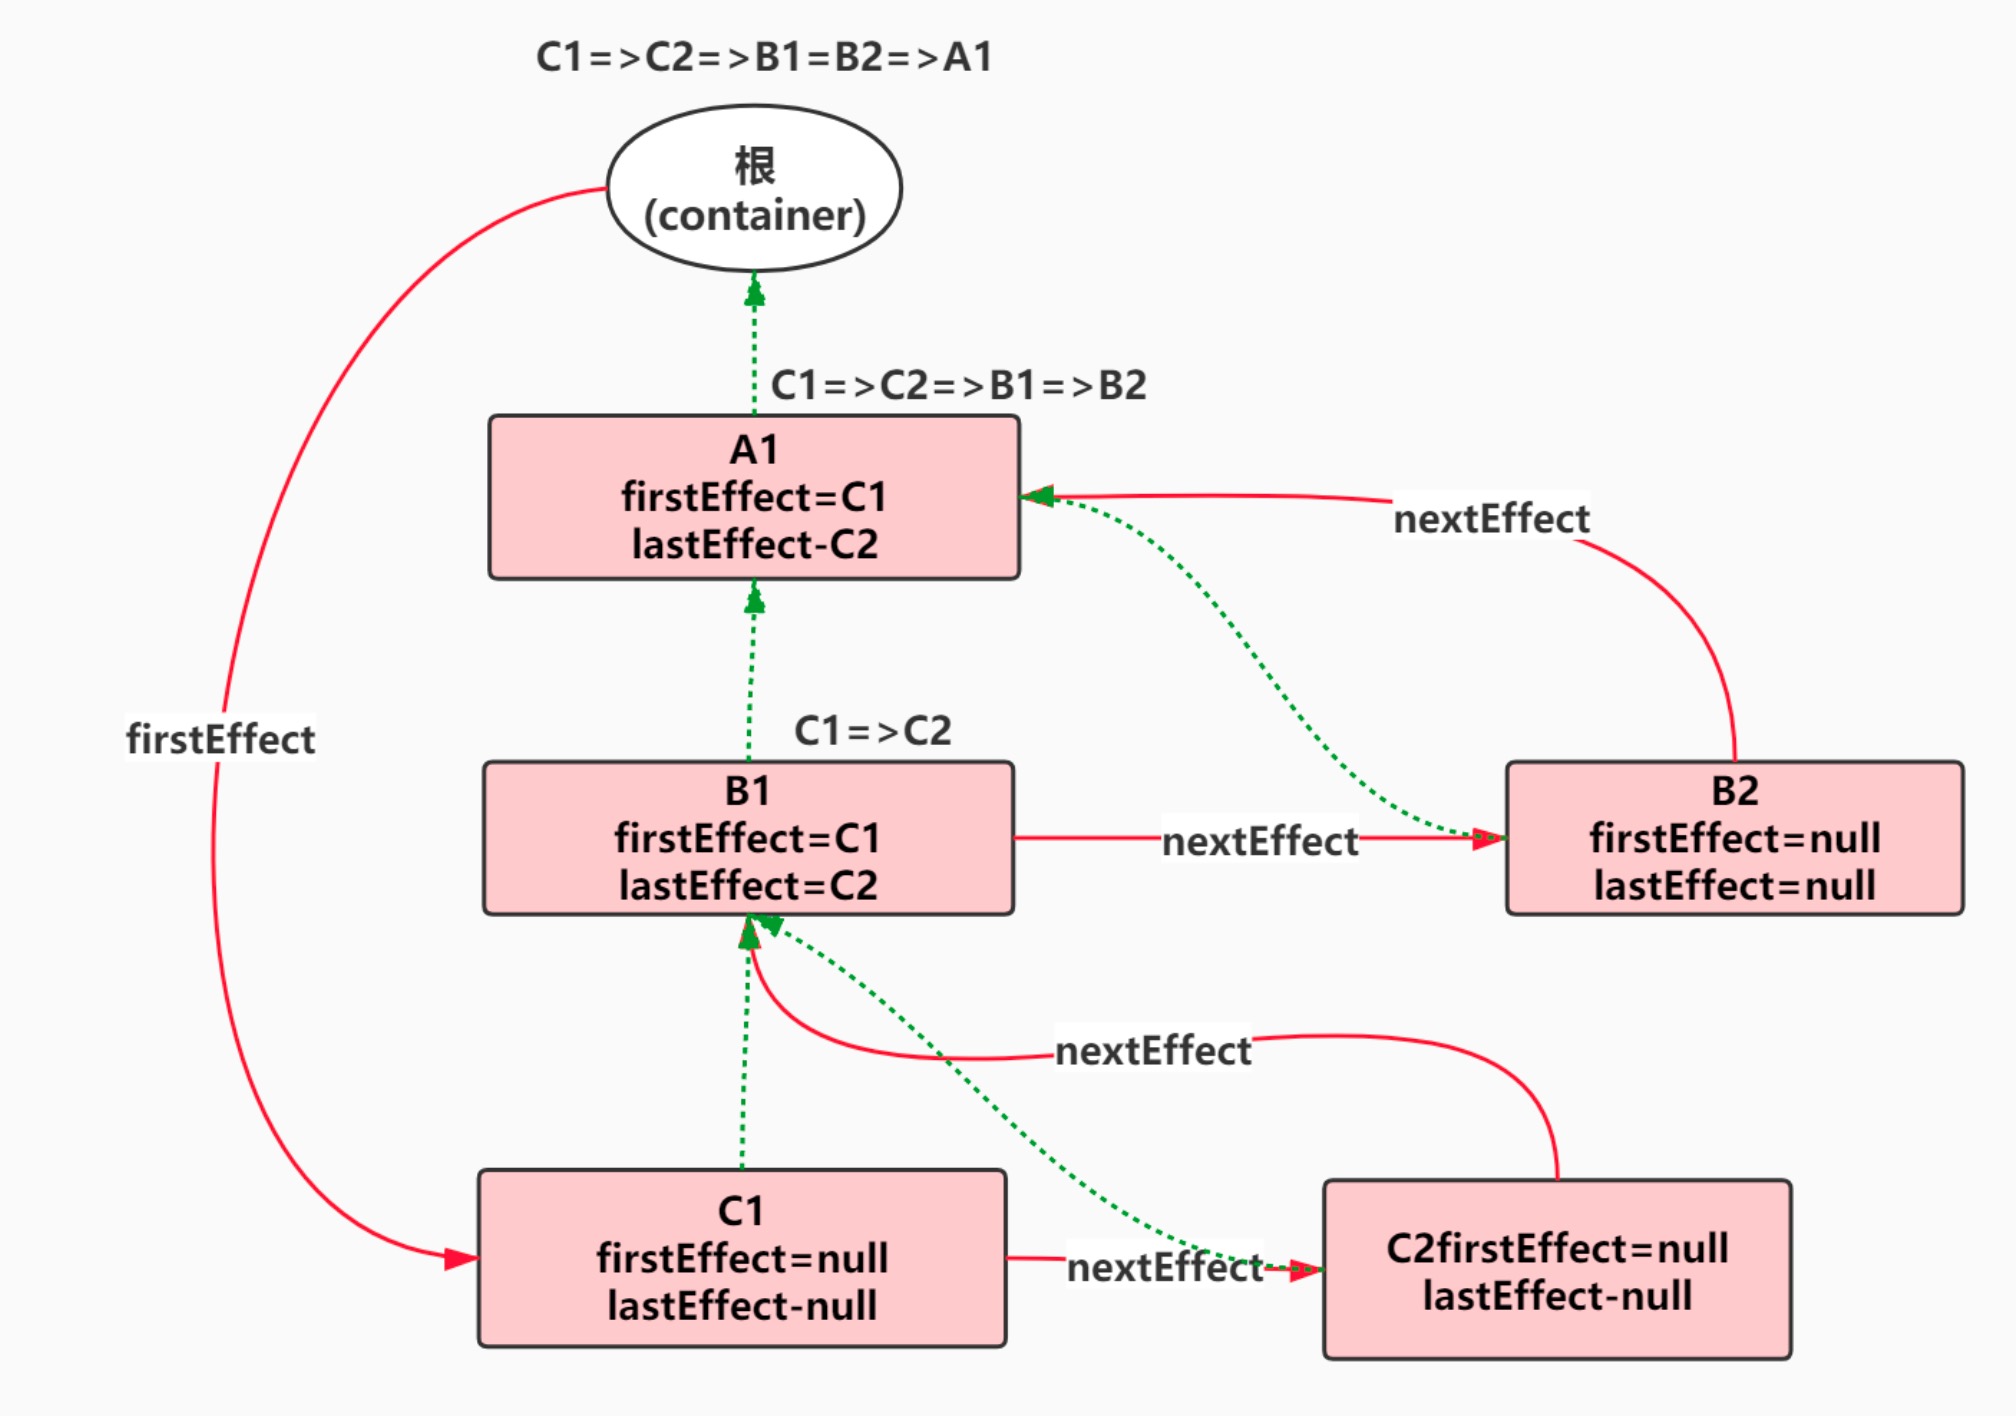 C1=>C2=>B1=B2=>A1
根
(container)
C1=>C2=>B1=>B2
A1
firstEffect=C1
lastEffect-C2
nextEffect
firstEffect
C1=>C2
B1
firstEffect=C1
lastEffect=C2
nextEffect
B2
firstEffect=null
lastEffect=null
nextEffect
C1
firstEffect=null
lastEffect-null
nextEffect
C2firstEffect=null
lastEffect-null